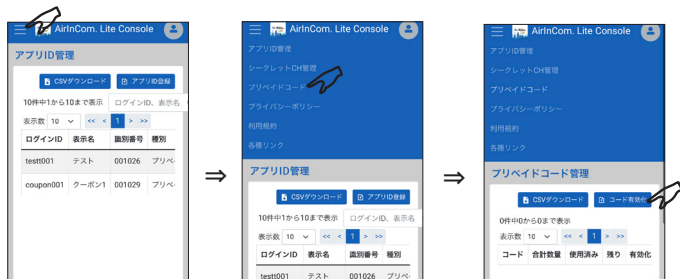 AirInCom. Lite Console
アプリID管理
CSVダウンロード アプリID登録
10件中1から10まで表示 ログインID、表示名
表示数 10 << < 1 > >>
ログインID 表示名 識別番号 種別
testt001 テスト 001026 プリペ
coupon001 クーポン1 001029 プリペ
⇒
AirInCom. Lite Console
アプリID管理
シークレットCH管理
プリペイドコード
プライバシーポリシー
利用規約
各種リンク
アプリID管理
CSVダウンロード アプリID登録
10件中1から10まで表示 ログインID、表示名
表示数 10 << < 1 > >>
ログインID 表示名 識別番号 種別
testt001 テスト 001026 プリペ
⇒
AirInCom. Lite Console
アプリID管理
シークレットCH管理
プリペイドコード
プライバシーポリシー
利用規約
各種リンク
プリペイドコード管理
CSVダウンロード コード有効化
0件中0から0まで表示
表示数 10 << < 1 > >>
コード 合計数量 使用済み 残り 有効化